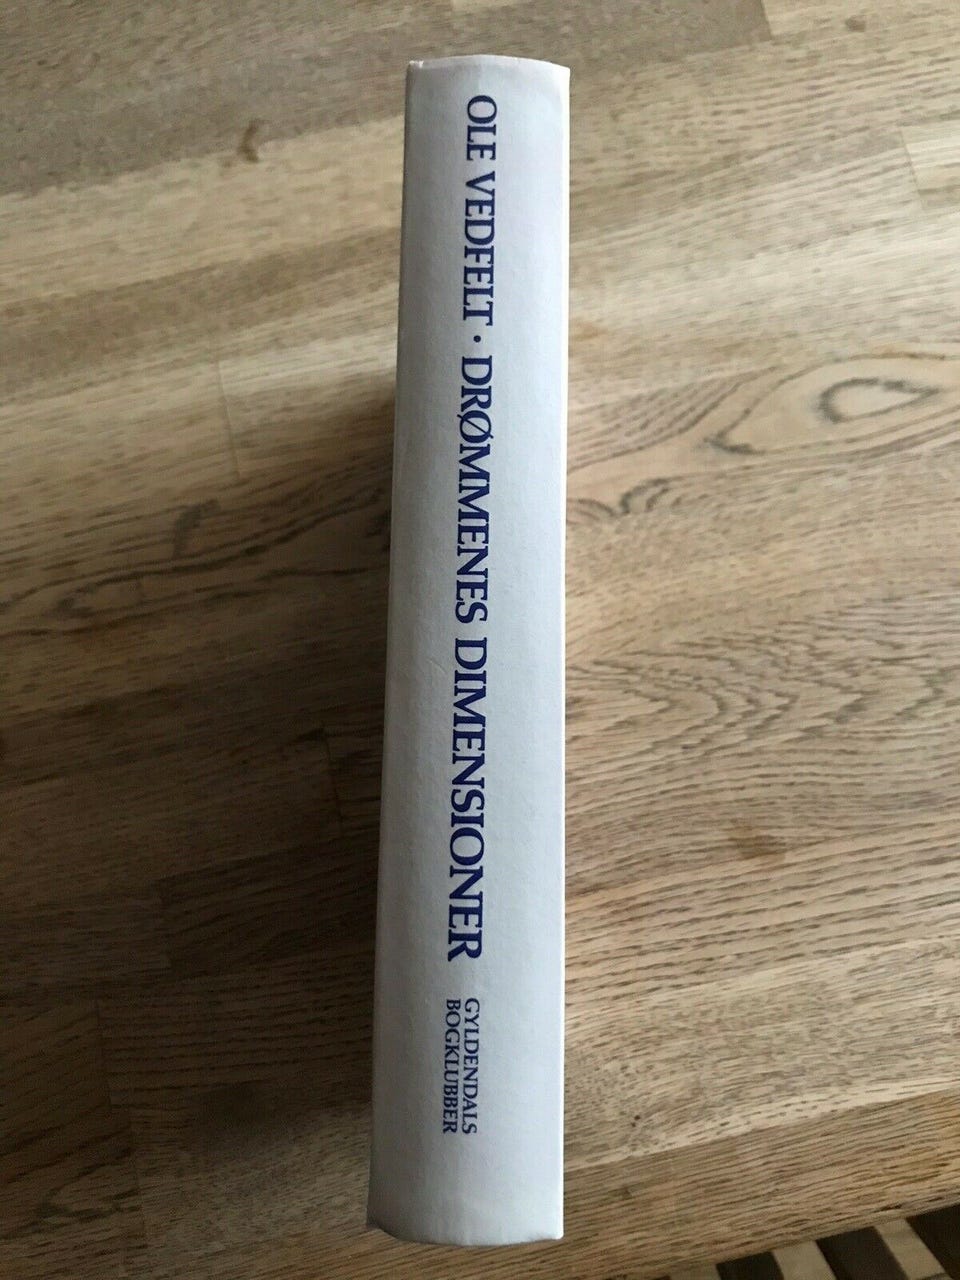 OLE VEDFELT · DRØMMENES DIMENSIONER
GYLDENDALS
BOGKLUBBER